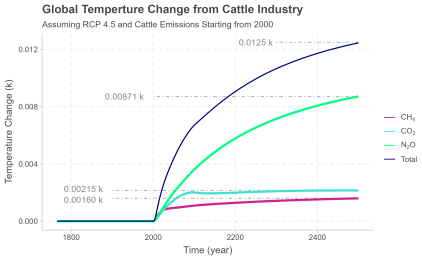 Global Temperture Change from Cattle Industry
Assuming RCP 4.5 and Cattle Emissions Starting from 2000
Temperature Change (k)
0.012
0.008
0.004
0.000
0.0125 k
0.00871 k
0.00215 k
0.00160 k
1800
2000
2200
2400
Time (year)
CH₄
CO₂
N₂O
Total